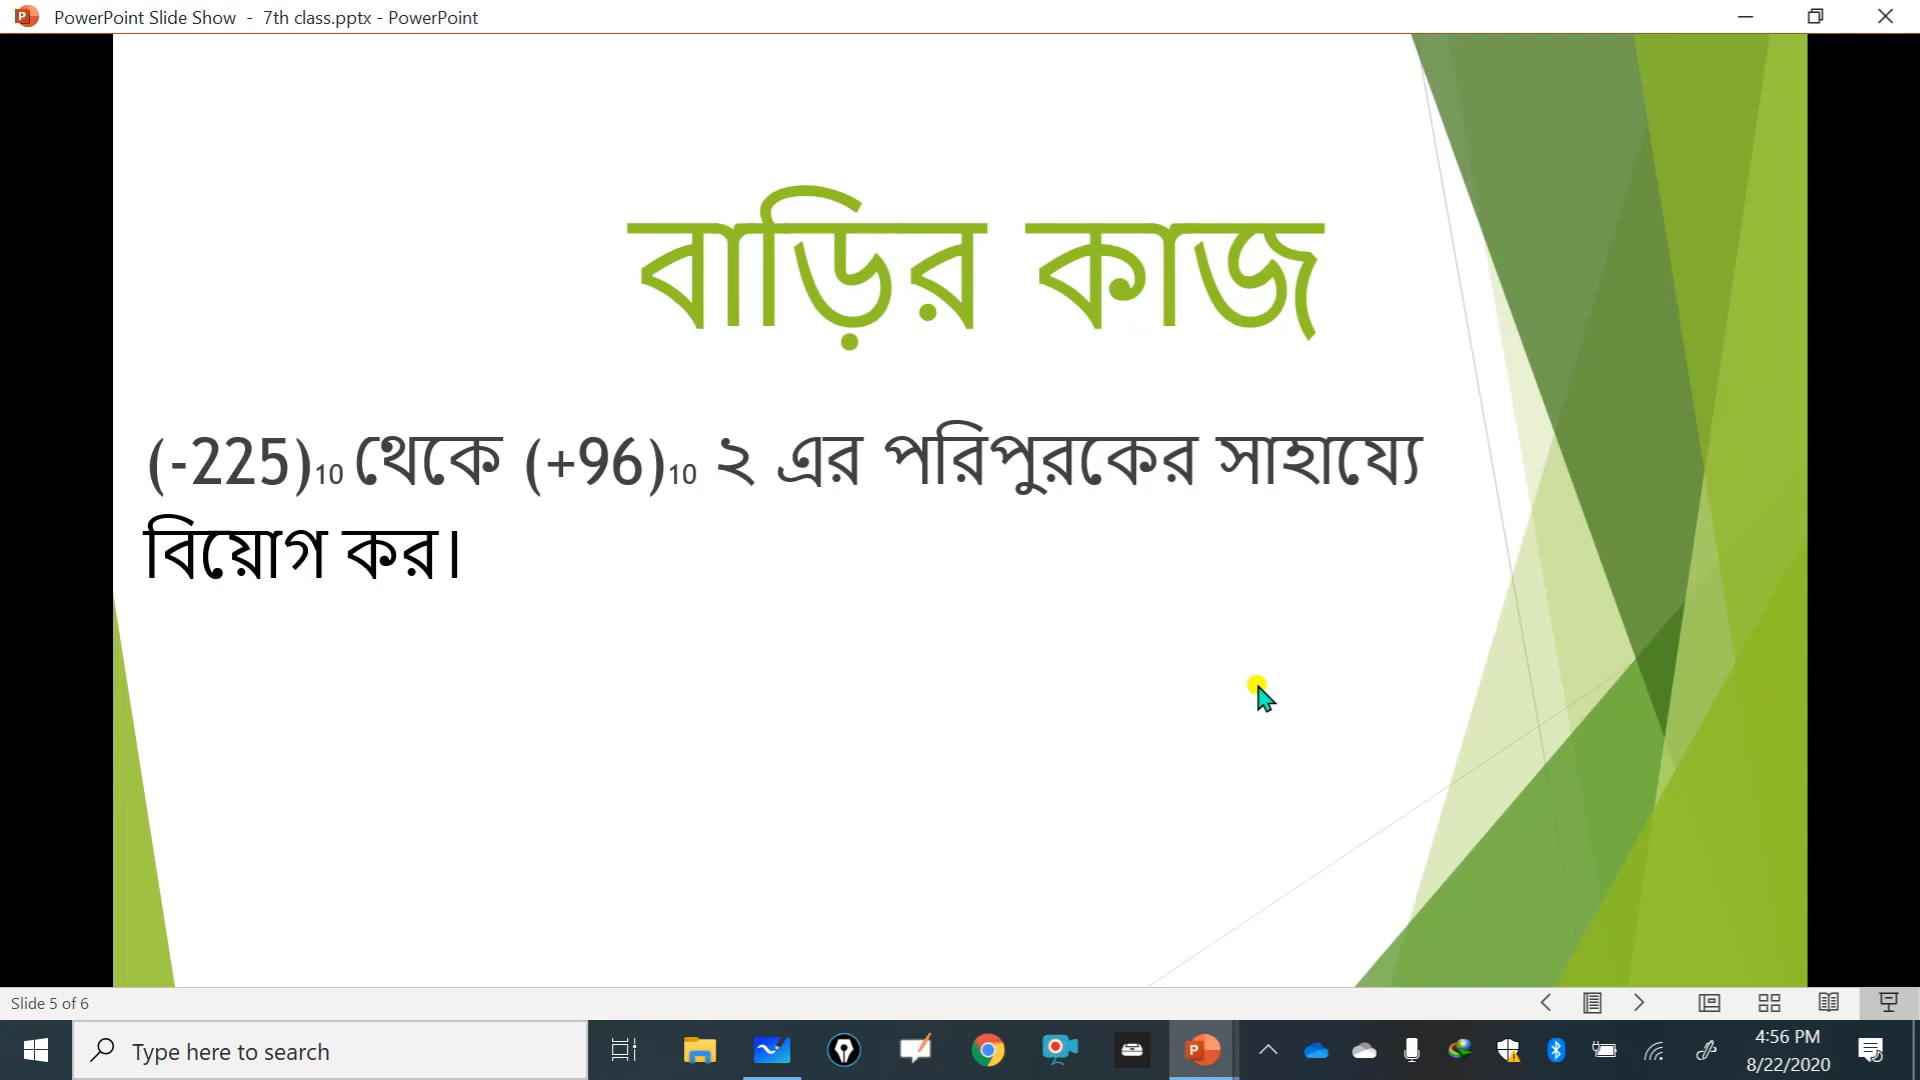 PowerPoint Slide Show - 7th class.pptx - PowerPoint
বাড়ির কাজ
(-225)10 থেকে (+96)10 ২ এর পরিপুরকের সাহায্যে
বিয়োগ কর।
Slide 5 of 6
Type here to search
4:56 PM
8/22/2020